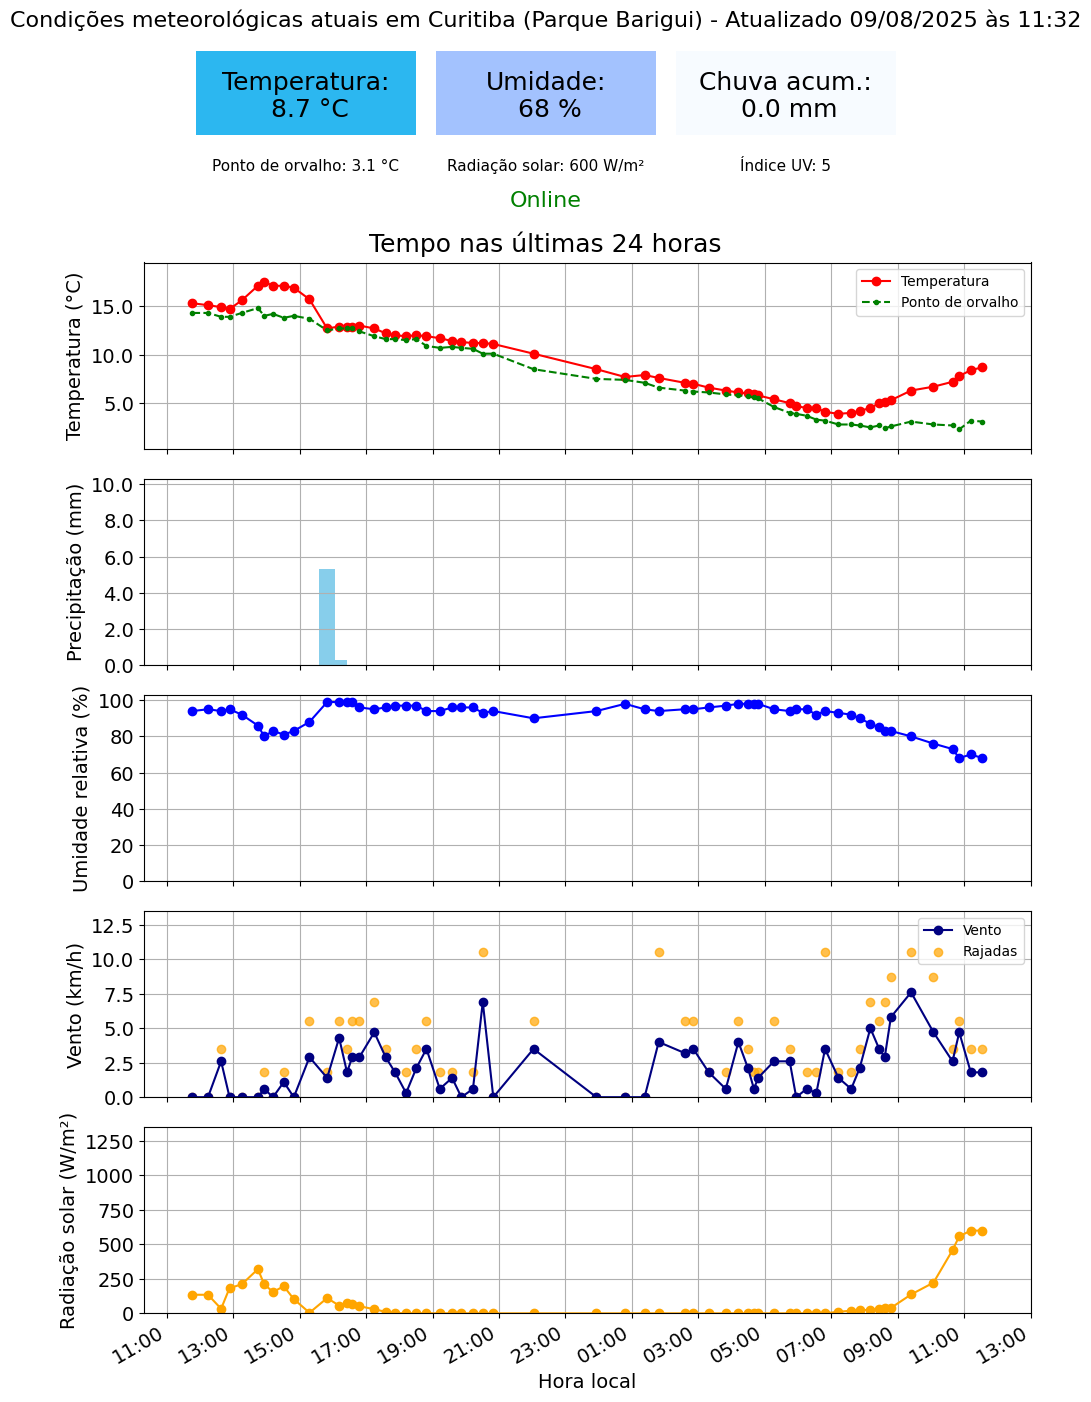 Condições meteorológicas atuais em Curitiba (Parque Barigui) - Atualizado 09/08/2025 às 11:32
Temperatura:
8.7 °C
Umidade:
68 %
Chuva acum.:
0.0 mm
Ponto de orvalho: 3.1 °C
Radiação solar: 600 W/m²
Índice UV: 5
Online
Tempo nas últimas 24 horas
Temperatura (°C)
15.0
10.0
5.0
Temperatura
Ponto de orvalho
Precipitação (mm)
10.0
8.0
6.0
4.0
2.0
0.0
Umidade relativa (%)
100
80
60
40
20
0
Vento (km/h)
12.5
10.0
7.5
5.0
2.5
0.0
Vento
Rajadas
Radiação solar (W/m²)
1250
1000
750
500
250
0
11:00
13:00
15:00
17:00
19:00
21:00
23:00
01:00
03:00
05:00
07:00
09:00
11:00
13:00
Hora local